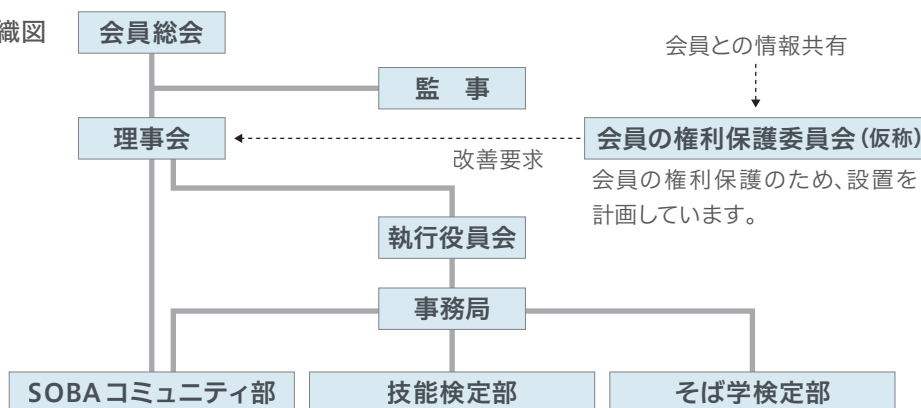 織図
会員総会
会員との情報共有
監 事
理事会
会員の権利保護委員会(仮称)
改善要求
会員の権利保護のため、設置を
計画しています。
執行役員会
事務局
SOBAコミュニティ部
技能検定部
そば学検定部